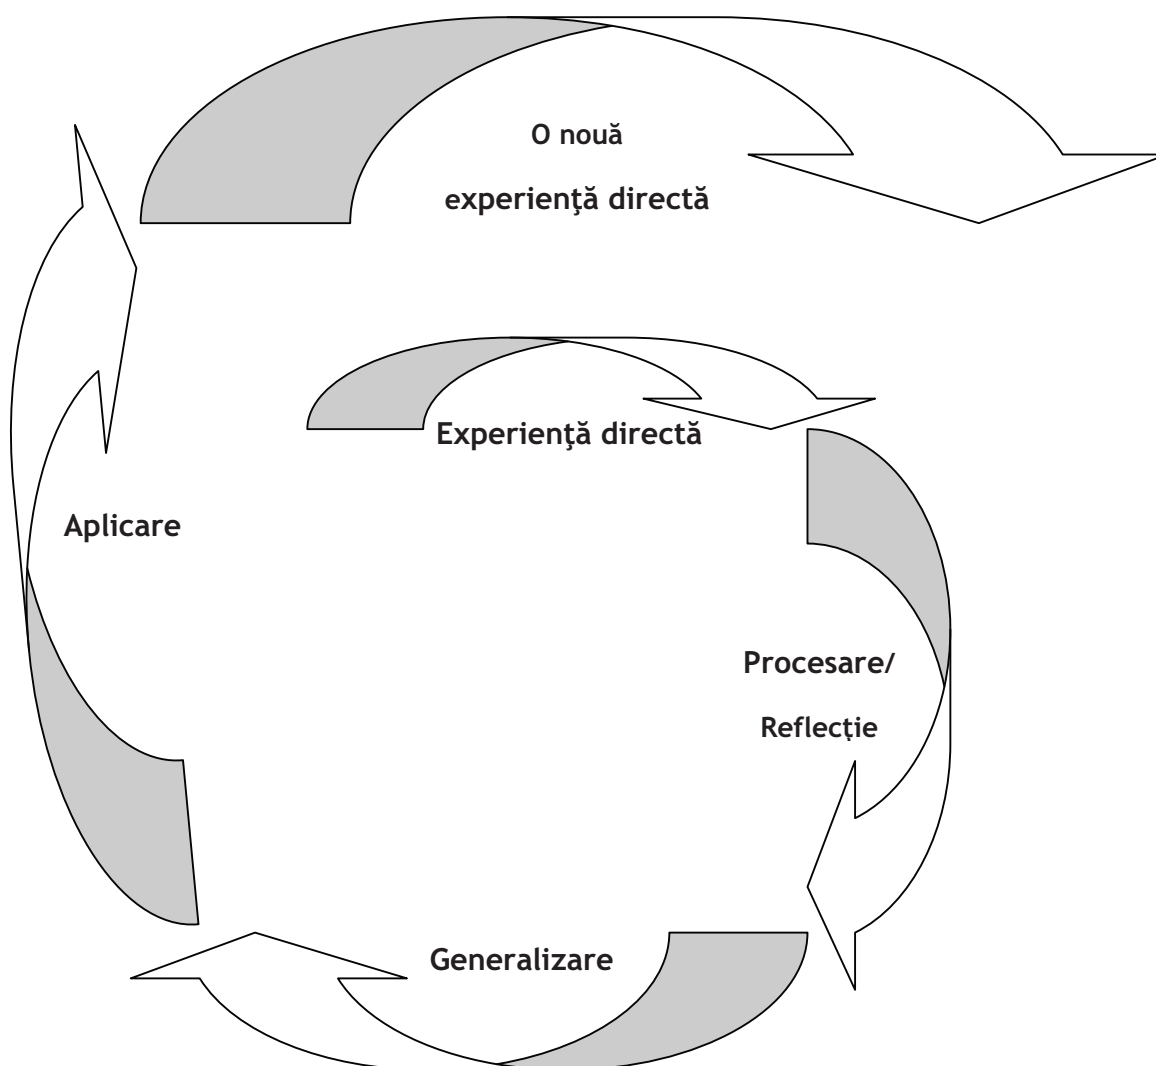 O nouă
experienţă directă
Experienţă directă
Aplicare
Procesare/
Reflecție
Generalizare